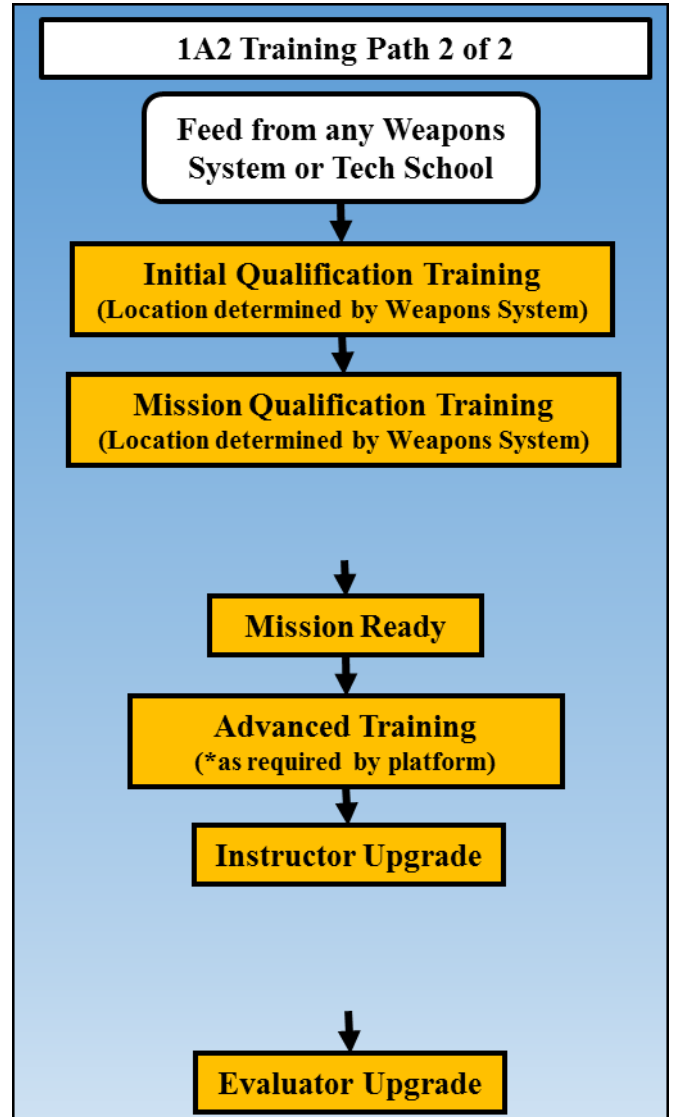 1A2 Training Path 2 of 2
Feed from any Weapons
System or Tech School
Initial Qualification Training
(Location determined by Weapons System)
Mission Qualification Training
(Location determined by Weapons System)
Mission Ready
Advanced Training
(*as required by platform)
Instructor Upgrade
Evaluator Upgrade